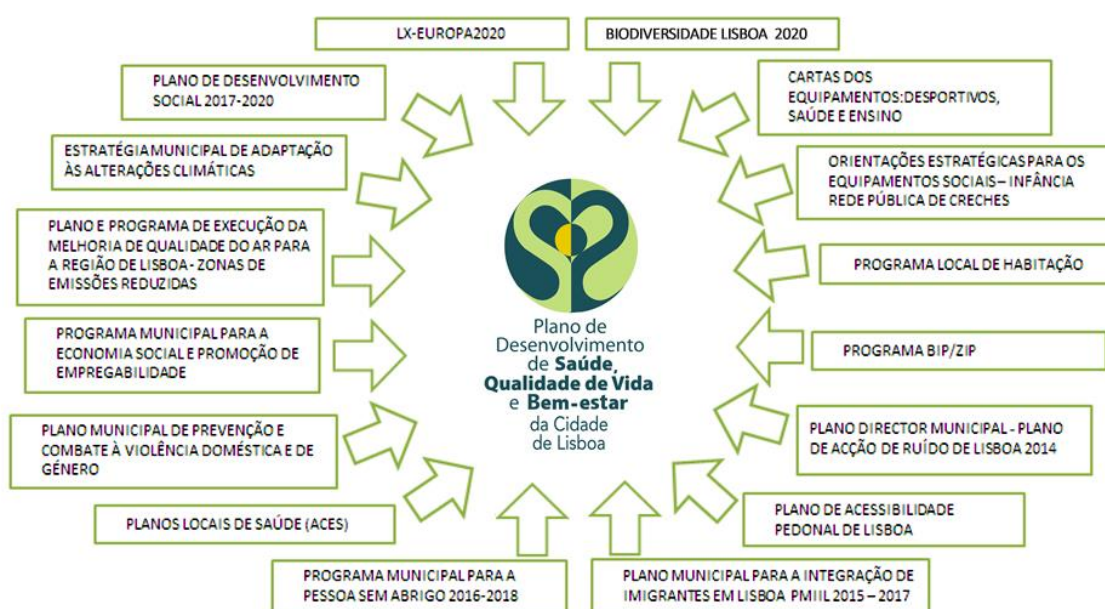 LX-EUROPA2020
BIODIVERSIDADE LISBOA 2020
PLANO DE DESENVOLVIMENTO
SOCIAL 2017-2020
CARTAS DOS
EQUIPAMENTOS:DESPORTIVOS,
SAÚDE E ENSINO
ESTRATÉGIA MUNICIPAL DE ADAPTAÇÃO
ÀS ALTERAÇÕES CLIMÁTICAS
ORIENTAÇÕES ESTRATÉGICAS PARA OS
EQUIPAMENTOS SOCIAIS – INFÂNCIA
REDE PÚBLICA DE CRECHES
PLANO E PROGRAMA DE EXECUÇÃO DA
MELHORIA DE QUALIDADE DO AR PARA
A REGIÃO DE LISBOA - ZONAS DE
EMISSÕES REDUZIDAS
PROGRAMA LOCAL DE HABITAÇÃO
PROGRAMA MUNICIPAL PARA A
ECONOMIA SOCIAL E PROMOÇÃO DE
EMPREGABILIDADE
Plano de
Desenvolvimento
de Saúde,
Qualidade de Vida
e Bem-estar
da Cidade
de Lisboa
PROGRAMA BIP/ZIP
PLANO MUNICIPAL DE PREVENÇÃO E
COMBATE À VIOLÊNCIA DOMÉSTICA E DE
GÉNERO
PLANO DIRECTOR MUNICIPAL - PLANO
DE ACÇÃO DE RUÍDO DE LISBOA 2014
PLANOS LOCAIS DE SAÚDE (ACES)
PLANO DE ACESSIBILIDADE
PEDONAL DE LISBOA
PROGRAMA MUNICIPAL PARA A
PESSOA SEM ABRIGO 2016-2018
PLANO MUNICIPAL PARA A INTEGRAÇÃO DE
IMIGRANTES EM LISBOA PMIIL 2015 – 2017